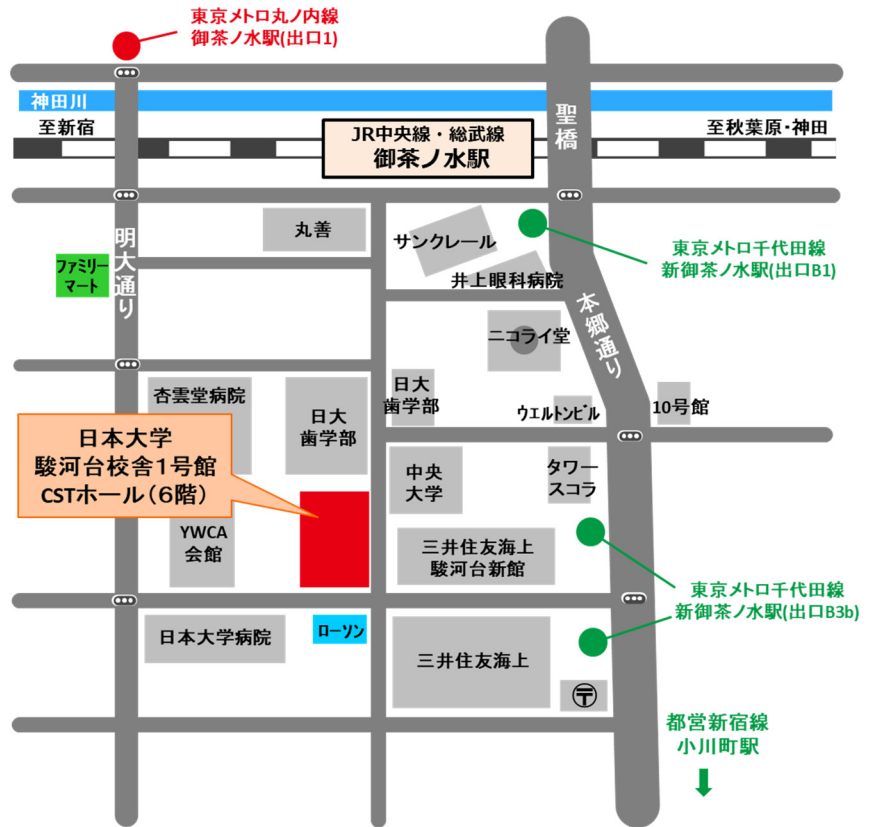 東京メトロ丸ノ内線
御茶ノ水駅(出口1)
神田川
至新宿
JR中央線・総武線
御茶ノ水駅
聖橋
至秋葉原・神田
明大通り
丸善
サンクレール
東京メトロ千代田線
新御茶ノ水駅(出口B1)
ファミリー
マート
井上眼科病院
本郷通り
ニコライ堂
杏雲堂病院
日大
歯学部
日大
歯学部
ウエルトンビル
10号館
日本大学
駿河台校舎1号館
CSTホール(6階)
中央
大学
タワー
スコラ
YWCA
会館
三井住友海上
駿河台新館
東京メトロ千代田線
新御茶ノ水駅(出口B3b)
日本大学病院
ローソン
三井住友海上
〒
都営新宿線
小川町駅